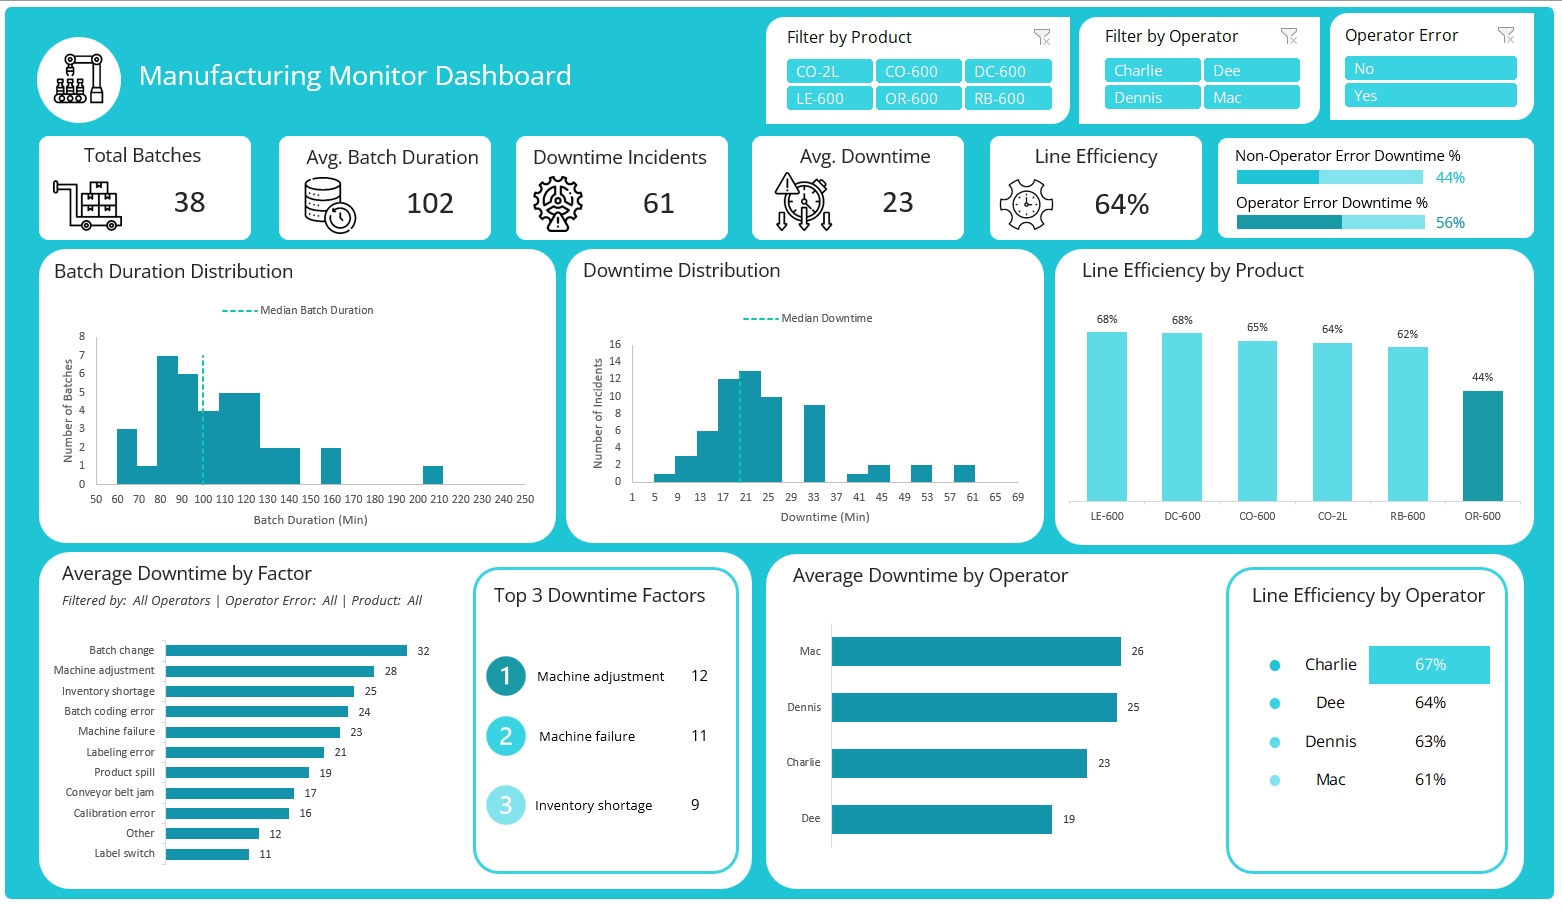 Manufacturing Monitor Dashboard
Filter by Product
CO-2L CO-600 DC-600
LE-600 OR-600 RB-600
Filter by Operator
Charlie Dee
Dennis Mac
Operator Error
No
Yes
Total Batches
38
Avg. Batch Duration
102
Downtime Incidents
61
Avg. Downtime
23
Line Efficiency
64%
Non-Operator Error Downtime %
44%
Operator Error Downtime %
56%
Batch Duration Distribution
Median Batch Duration
Number of Batches
8
7
6
5
4
3
2
1
0
50 60 70 80 90 100 110 120 130 140 150 160 170 180 190 200 210 220 230 240 250
Batch Duration (Min)
Downtime Distribution
Median Downtime
Number of Incidents
16
14
12
10
8
6
4
2
0
1 5 9 13 17 21 25 29 33 37 41 45 49 53 57 61 65 69
Downtime (Min)
Line Efficiency by Product
68% 68% 65% 64% 62% 44%
LE-600 DC-600 CO-600 CO-2L RB-600 OR-600
Average Downtime by Factor
Filtered by: All Operators | Operator Error: All | Product: All
Batch change 32
Machine adjustment 28
Inventory shortage 25
Batch coding error 24
Machine failure 23
Labeling error 21
Product spill 19
Conveyor belt jam 17
Calibration error 16
Other 12
Label switch 11
Top 3 Downtime Factors
1 Machine adjustment 12
2 Machine failure 11
3 Inventory shortage 9
Average Downtime by Operator
Mac 26
Dennis 25
Charlie 23
Dee 19
Line Efficiency by Operator
Charlie 67%
Dee 64%
Dennis 63%
Mac 61%